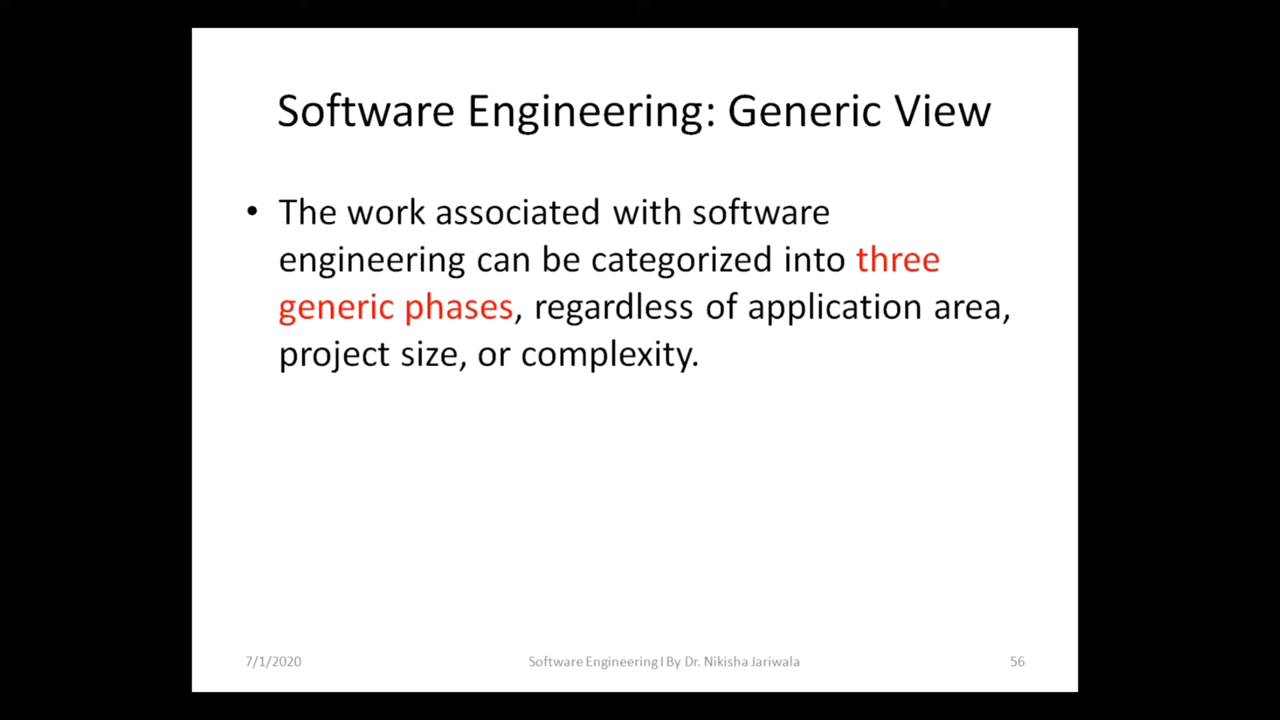 Software Engineering: Generic View
• The work associated with software
engineering can be categorized into three
generic phases, regardless of application area,
project size, or complexity.
7/1/2020
Software Engineering I By Dr. Nikisha Jariwala
56